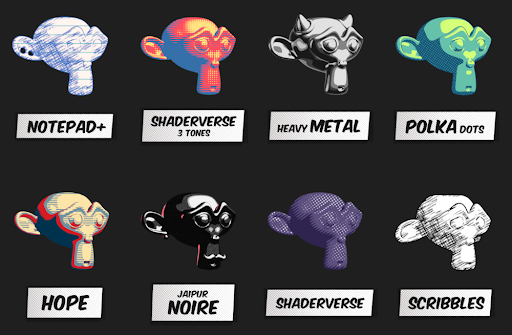 NOTEPAD+
SHADERVERSE
3 TONES
HEAVY METAL
POLKA DOTS
HOPE
JAIPUR
NOIRE
SHADERVERSE
SCRIBBLES